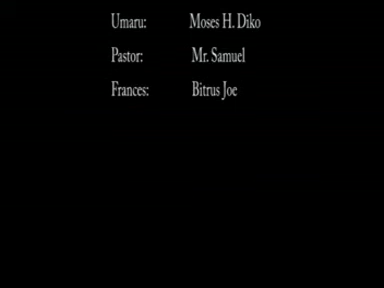 Umaru: Moses H. Diko
Pastor: Mr. Samuel
Frances: Bitrus Joe